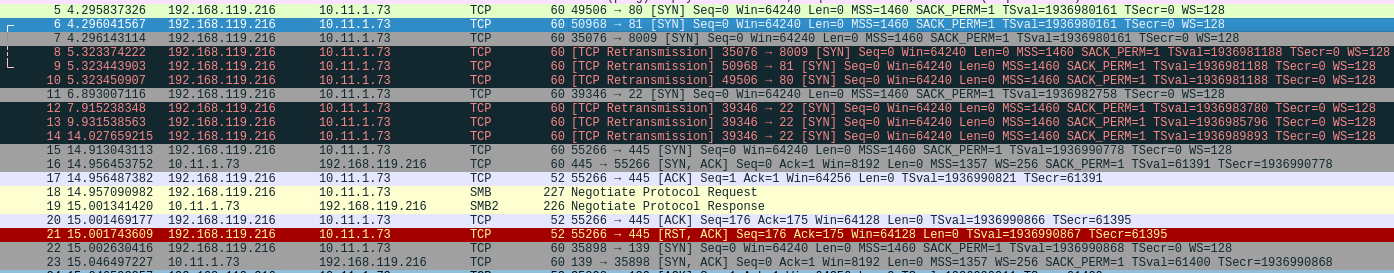 5 4.295837326 192.168.119.216 10.11.1.73 TCP 60 49506 → 80 [SYN] Seq=0 Win=64240 Len=0 MSS=1460 SACK_PERM=1 TSval=1936980161 TSecr=0 WS=128
6 4.296041567 192.168.119.216 10.11.1.73 TCP 60 50968 → 81 [SYN] Seq=0 Win=64240 Len=0 MSS=1460 SACK_PERM=1 TSval=1936980161 TSecr=0 WS=128
7 4.296143114 192.168.119.216 10.11.1.73 TCP 60 35076 → 8009 [SYN] Seq=0 Win=64240 Len=0 MSS=1460 SACK_PERM=1 TSval=1936980161 TSecr=0 WS=128
8 5.323374222 192.168.119.216 10.11.1.73 TCP 60 [TCP Retransmission] 35076 → 8009 [SYN] Seq=0 Win=64240 Len=0 MSS=1460 SACK_PERM=1 TSval=1936981188 TSecr=0 WS=128
9 5.323443903 192.168.119.216 10.11.1.73 TCP 60 [TCP Retransmission] 50968 → 81 [SYN] Seq=0 Win=64240 Len=0 MSS=1460 SACK_PERM=1 TSval=1936981188 TSecr=0 WS=128
10 5.323450907 192.168.119.216 10.11.1.73 TCP 60 [TCP Retransmission] 49506 → 80 [SYN] Seq=0 Win=64240 Len=0 MSS=1460 SACK_PERM=1 TSval=1936981188 TSecr=0 WS=128
11 6.893007116 192.168.119.216 10.11.1.73 TCP 60 39346 → 22 [SYN] Seq=0 Win=64240 Len=0 MSS=1460 SACK_PERM=1 TSval=1936982758 TSecr=0 WS=128
12 7.915238348 192.168.119.216 10.11.1.73 TCP 60 [TCP Retransmission] 39346 → 22 [SYN] Seq=0 Win=64240 Len=0 MSS=1460 SACK_PERM=1 TSval=1936983780 TSecr=0 WS=128
13 9.931538563 192.168.119.216 10.11.1.73 TCP 60 [TCP Retransmission] 39346 → 22 [SYN] Seq=0 Win=64240 Len=0 MSS=1460 SACK_PERM=1 TSval=1936985796 TSecr=0 WS=128
14 14.027659215 192.168.119.216 10.11.1.73 TCP 60 [TCP Retransmission] 39346 → 22 [SYN] Seq=0 Win=64240 Len=0 MSS=1460 SACK_PERM=1 TSval=1936989893 TSecr=0 WS=128
15 14.913043113 192.168.119.216 10.11.1.73 TCP 60 55266 → 445 [SYN] Seq=0 Win=64240 Len=0 MSS=1460 SACK_PERM=1 TSval=1936990778 TSecr=0 WS=128
16 14.956453752 10.11.1.73 192.168.119.216 TCP 60 445 → 55266 [SYN, ACK] Seq=0 Ack=1 Win=8192 Len=0 MSS=1357 WS=256 SACK_PERM=1 TSval=61391 TSecr=1936990778
17 14.956487382 192.168.119.216 10.11.1.73 TCP 52 55266 → 445 [ACK] Seq=1 Ack=1 Win=64256 Len=0 TSval=1936990821 TSecr=61391
18 14.957090982 192.168.119.216 10.11.1.73 SMB 227 Negotiate Protocol Request
19 15.001341420 10.11.1.73 192.168.119.216 SMB2 226 Negotiate Protocol Response
20 15.001469177 192.168.119.216 10.11.1.73 TCP 52 55266 → 445 [ACK] Seq=176 Ack=175 Win=64128 Len=0 TSval=1936990866 TSecr=61395
21 15.001743609 192.168.119.216 10.11.1.73 TCP 52 55266 → 445 [RST, ACK] Seq=176 Ack=175 Win=64128 Len=0 TSval=1936990867 TSecr=61395
22 15.002630416 192.168.119.216 10.11.1.73 TCP 60 35898 → 139 [SYN] Seq=0 Win=64240 Len=0 MSS=1460 SACK_PERM=1 TSval=1936990868 TSecr=0 WS=128
23 15.046497227 10.11.1.73 192.168.119.216 TCP 60 139 → 35898 [SYN, ACK] Seq=0 Ack=1 Win=8192 Len=0 MSS=1357 WS=256 SACK_PERM=1 TSval=61400 TSecr=1936990868